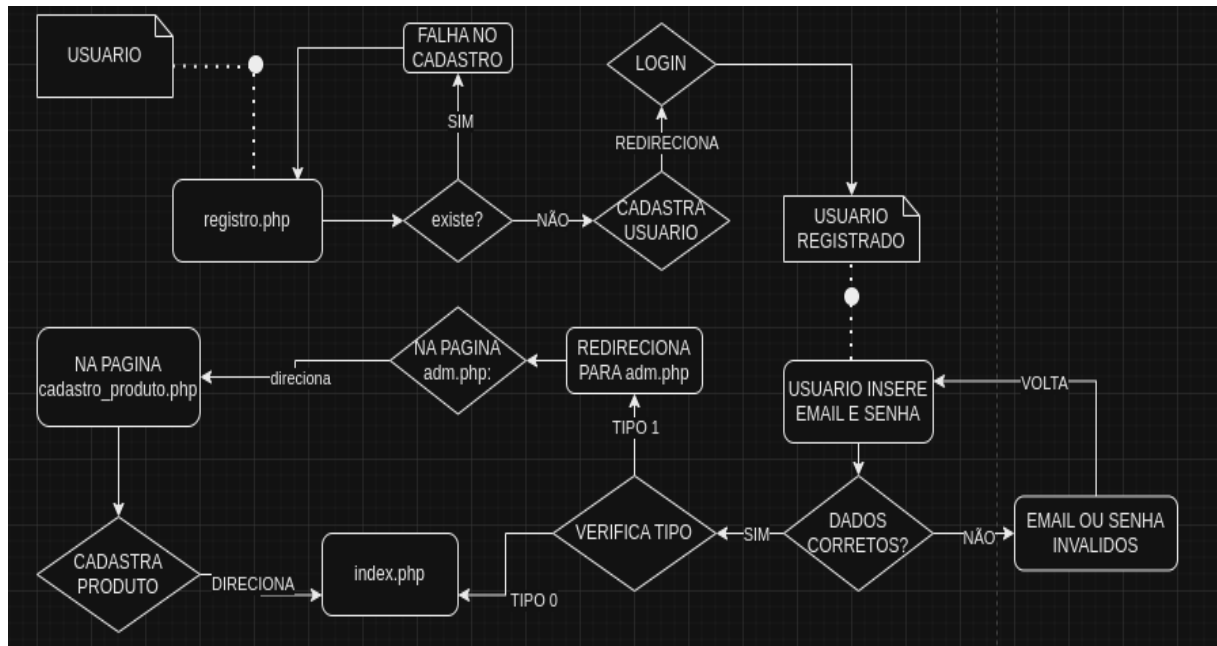 USUARIO
FALHA NO
CADASTRO
LOGIN
SIM
REDIRECIONA
registro.php
existe?
NÃO
CADASTRA
USUARIO
USUARIO
REGISTRADO
NA PAGINA
cadastro_produto.php
direciona
NA PAGINA
adm.php:
REDIRECIONA
PARA adm.php
USUARIO INSERE
EMAIL E SENHA
VOLTA
TIPO 1
CADASTRA
PRODUTO
DIRECIONA
index.php
TIPO 0
VERIFICA TIPO
SIM
DADOS
CORRETOS?
NÃO
EMAIL OU SENHA
INVALIDOS